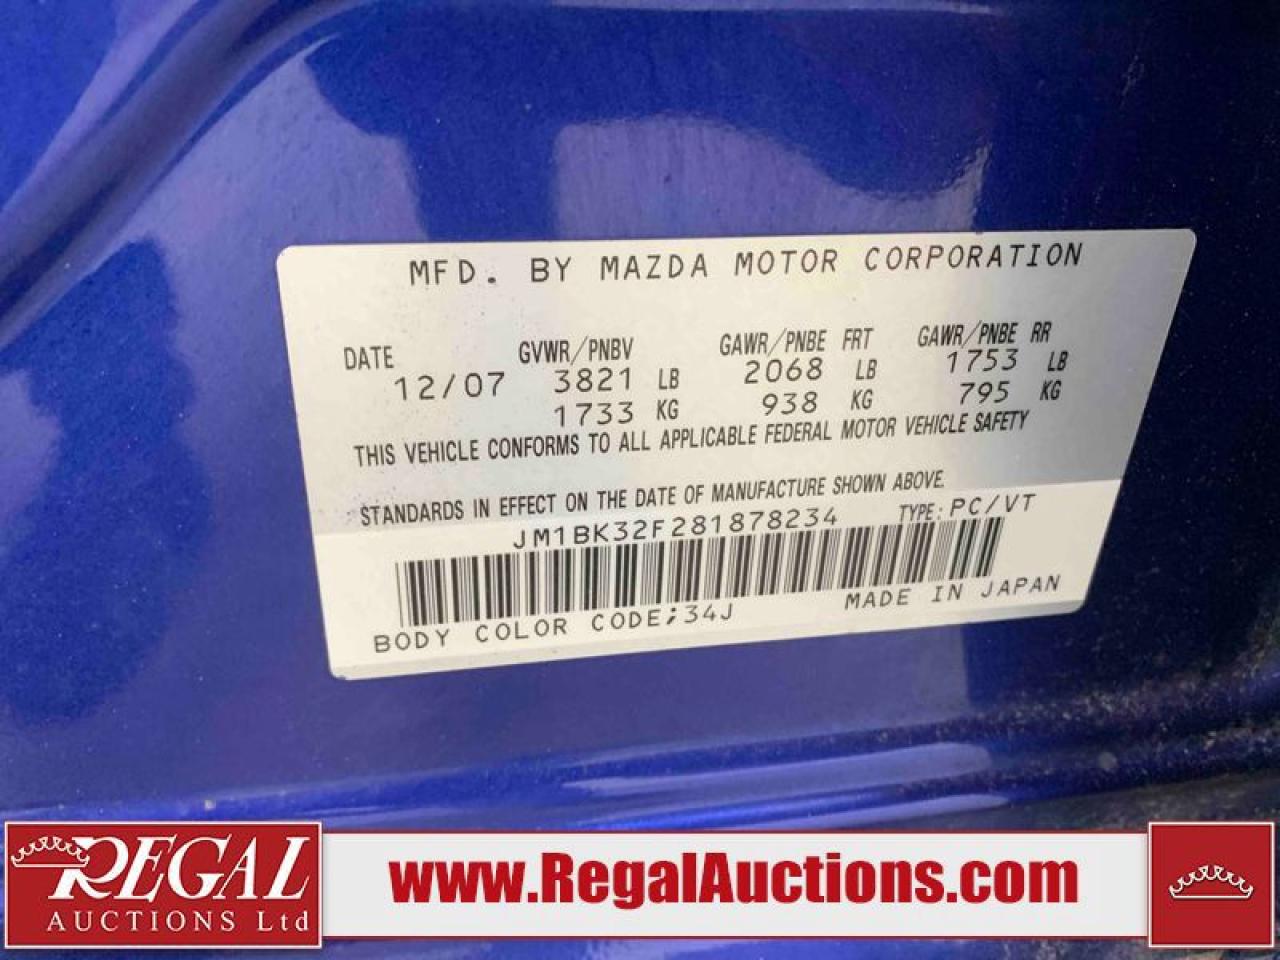 MFD. BY MAZDA MOTOR CORPORATION
DATE GVWR/PNBV GAWR/PNBE FRT GAWR/PNBE RR
12/07 3821 LB 2068 LB 1753 LB
1733 KG 938 KG 795 KG
THIS VEHICLE CONFORMS TO ALL APPLICABLE FEDERAL MOTOR VEHICLE SAFETY
STANDARDS IN EFFECT ON THE DATE OF MANUFACTURE SHOWN ABOVE.
JM1BK32F281878234 TYPE: PC/VT
BODY COLOR CODE;34J MADE IN JAPAN
REGAL
AUCTIONS Ltd
www.RegalAuctions.com